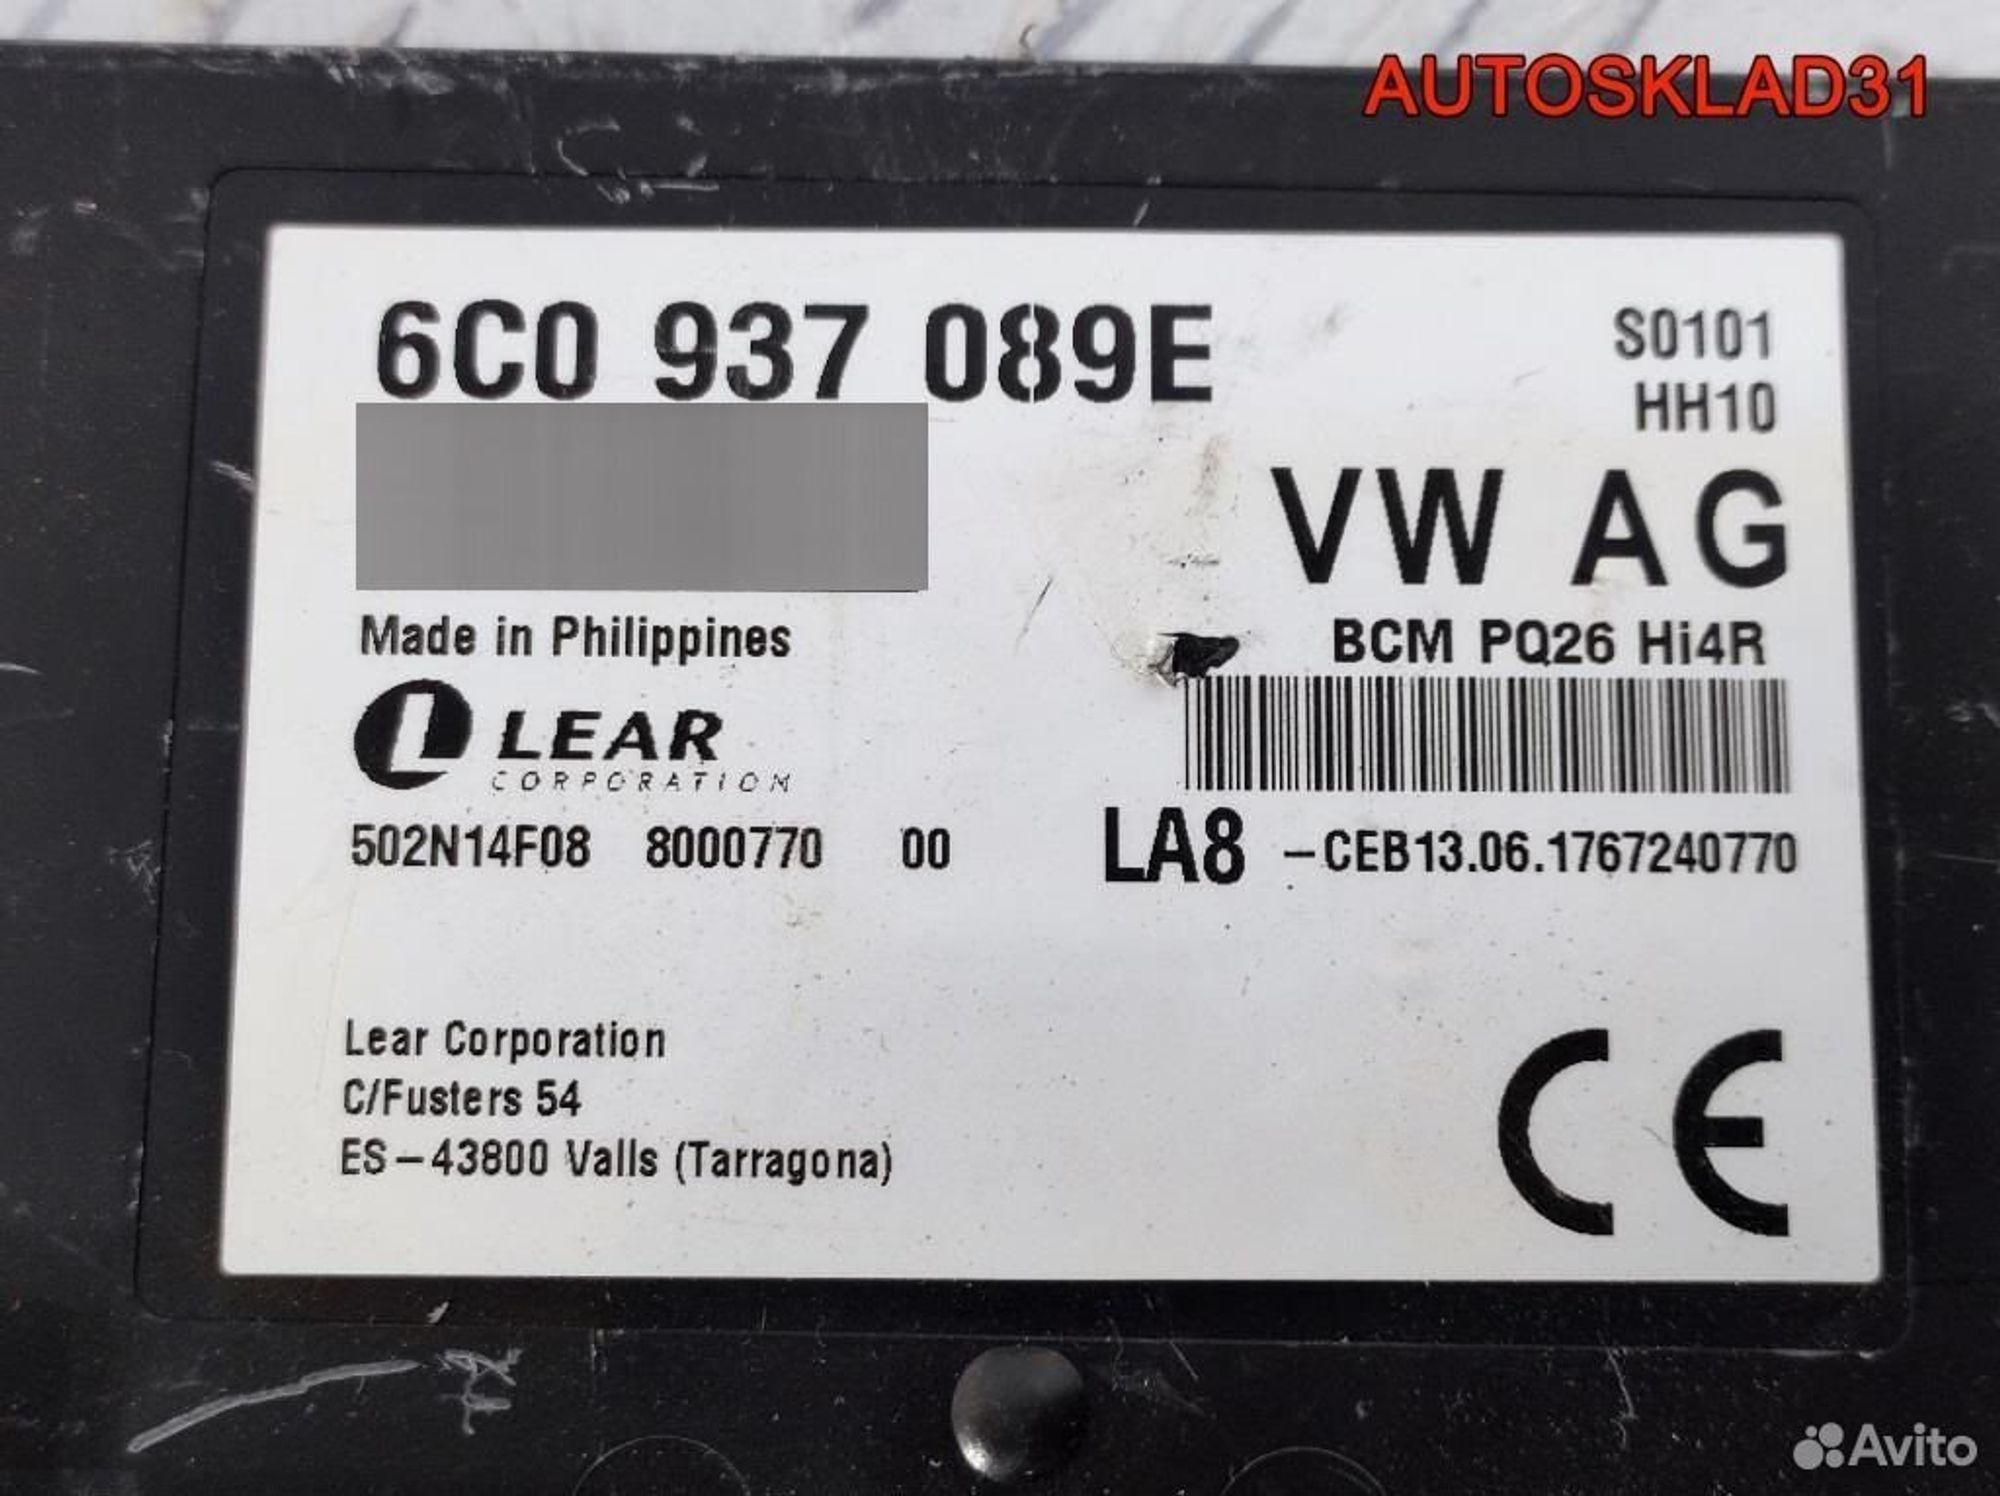 AUTOSKLAD31
6C0 937 089E
S0101
HH10
VW AG
Made in Philippines
BCM PQ26 Hi4R
LEAR
CORPORATION
502N14F08 8000770 00
LA8 -CEB13.06.1767240770
Lear Corporation
C/Fusters 54
ES-43800 Valls (Tarragona)
CE
Avito